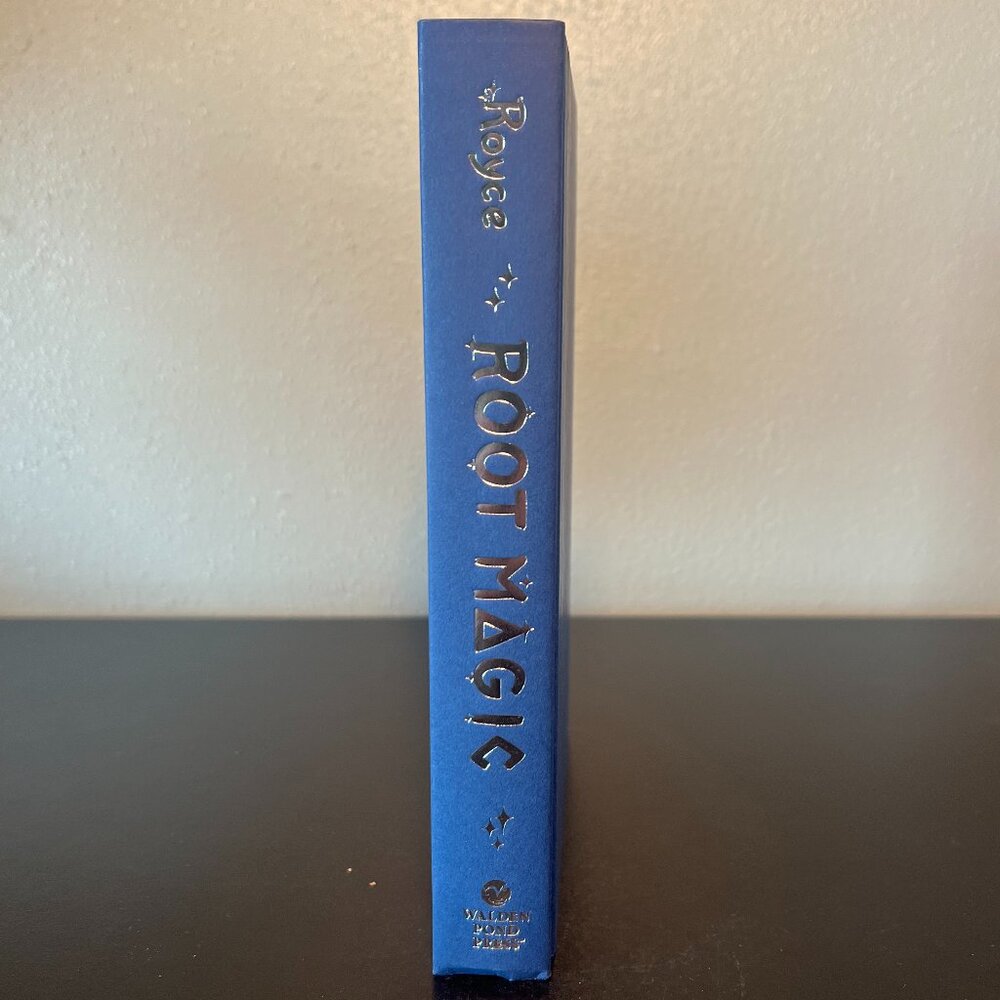 Royce
ROOT MAGIC
WALDEN
POND
PRESS